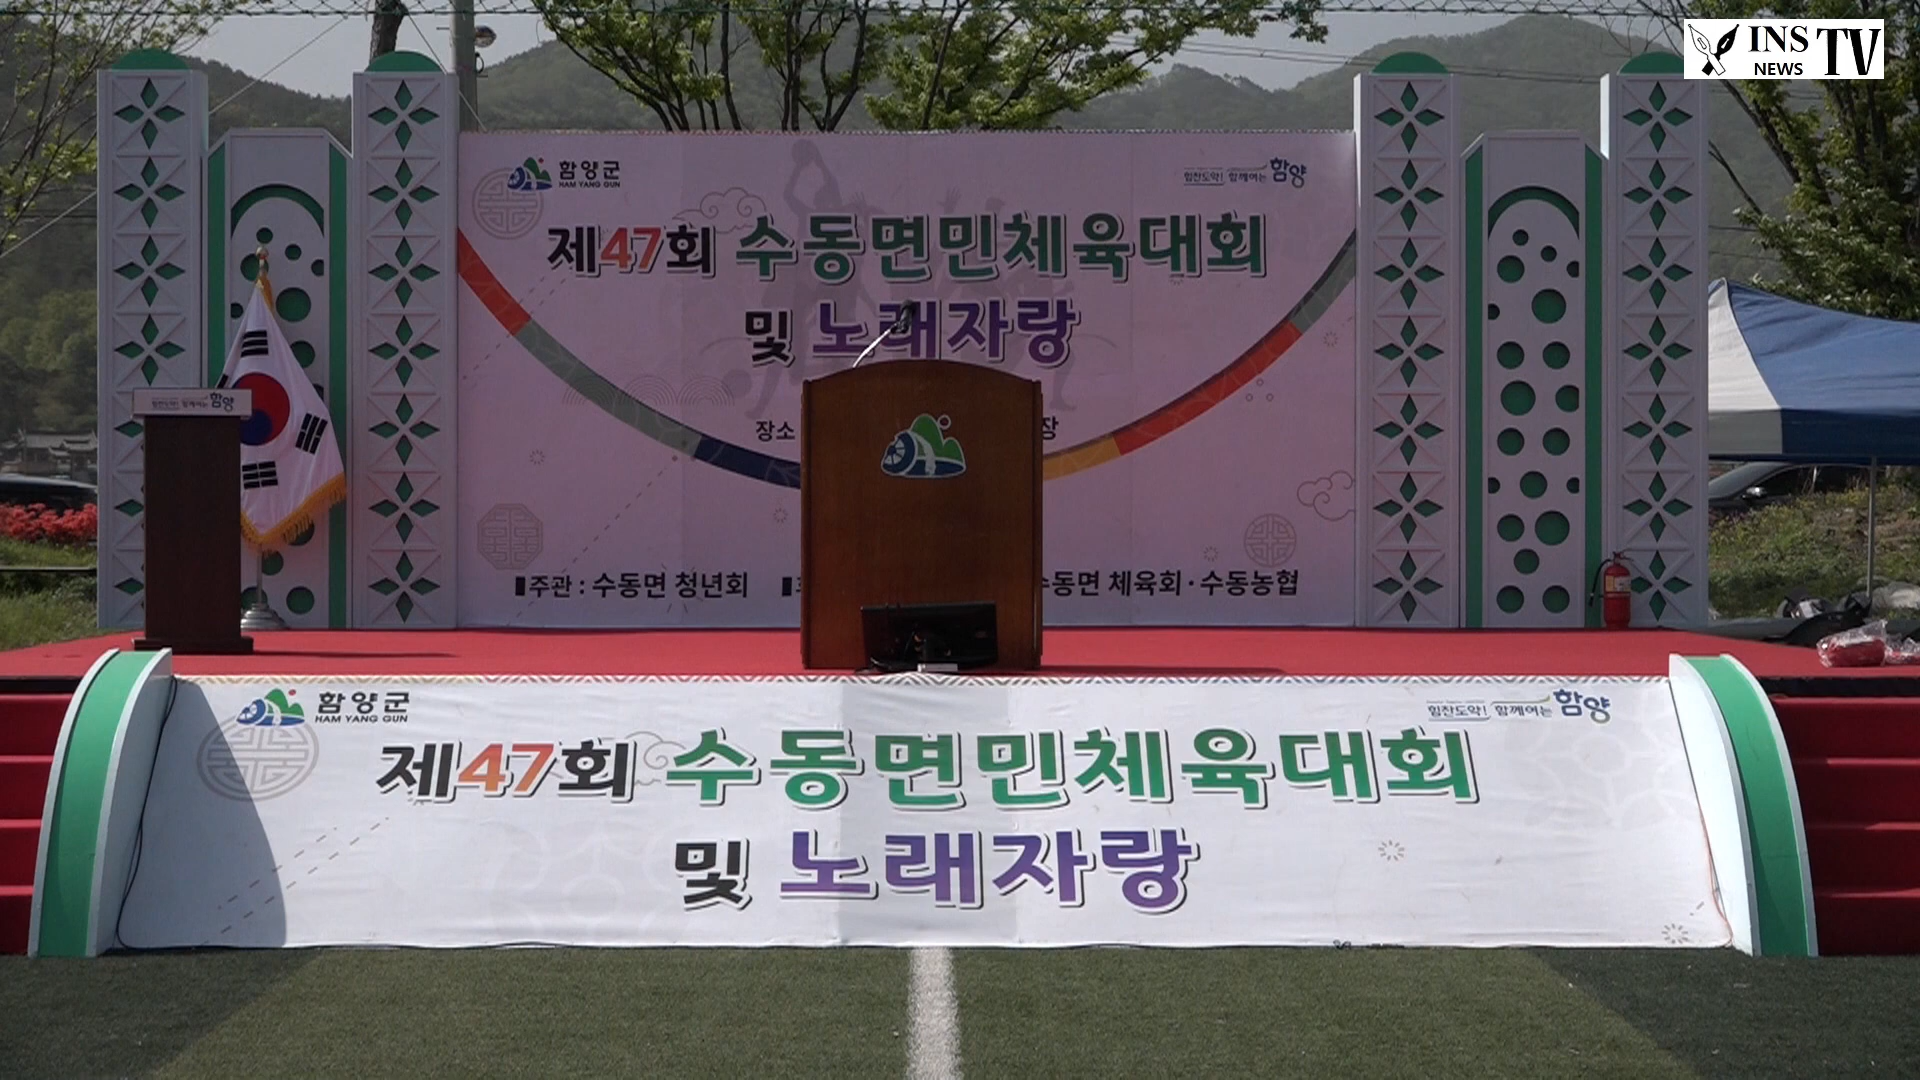 INS
NEWS
TV
함양군
HAM YANG GUN
힘찬도약! 함께여는 함양
제47회 수동면민체육대회
및 노래자랑
장소
장
힘찬도약! 함께여는 함양
주관 : 수동면 청년회
수동면 체육회 · 수동농협
함양군
HAM YANG GUN
힘찬도약! 함께여는 함양
제47회 수동면민체육대회
및 노래자랑